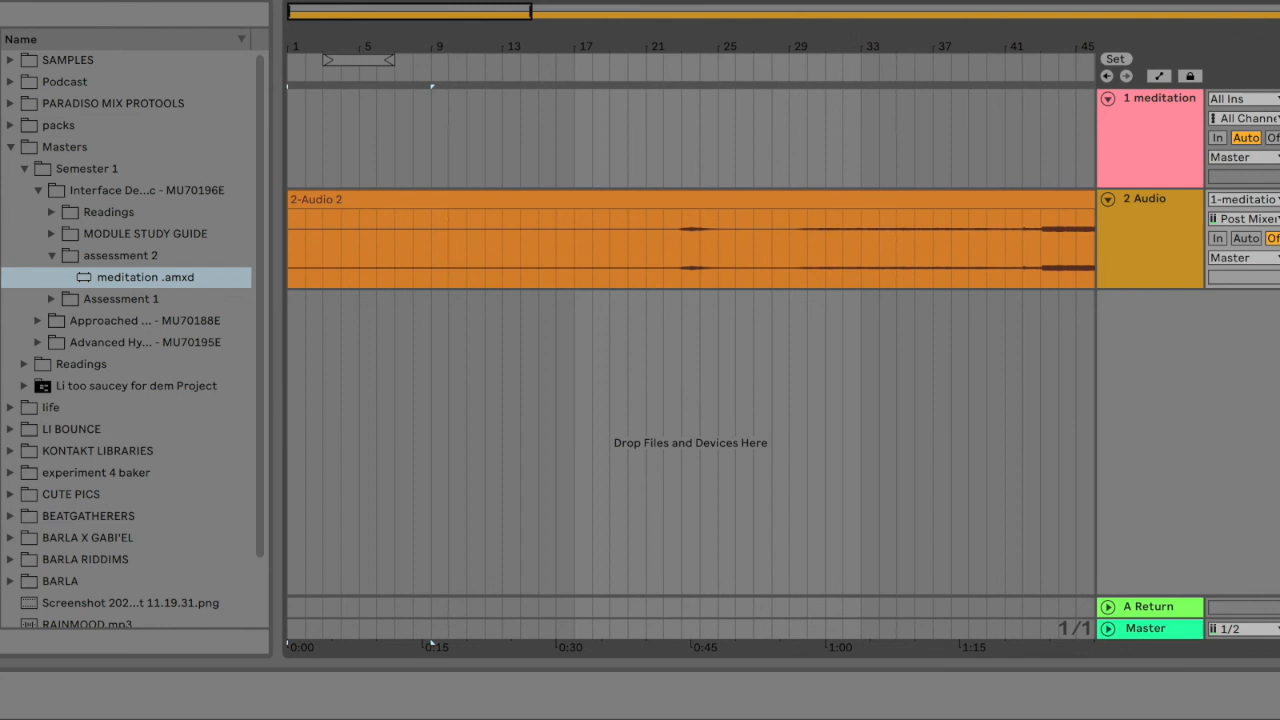 Name
SAMPLES
Podcast
PARADISO MIX PROTOOLS
packs
Masters
Semester 1
Interface De...c - MU70196E
Readings
MODULE STUDY GUIDE
assessment 2
meditation .amxd
Assessment 1
Approached ... - MU70188E
Advanced Hy... - MU70195E
Readings
Li too saucey for dem Project
life
LI BOUNCE
KONTAKT LIBRARIES
experiment 4 baker
CUTE PICS
BEATGATHERERS
BARLA X GABI'EL
BARLA RIDDIMS
BARLA
Screenshot 202...t 11.19.31.png
RAINMOOD.mp3
1 5 9 13 17 21 25 29 33 37 41 45
Set
1 meditation
All Ins
All Channe
In Auto Of
Master
2-Audio 2
2 Audio
1-meditatio
Post Mixer
In Auto Of
Master
Drop Files and Devices Here
A Return
1/1
Master
1/2
0:00 0:15 0:30 0:45 1:00 1:15